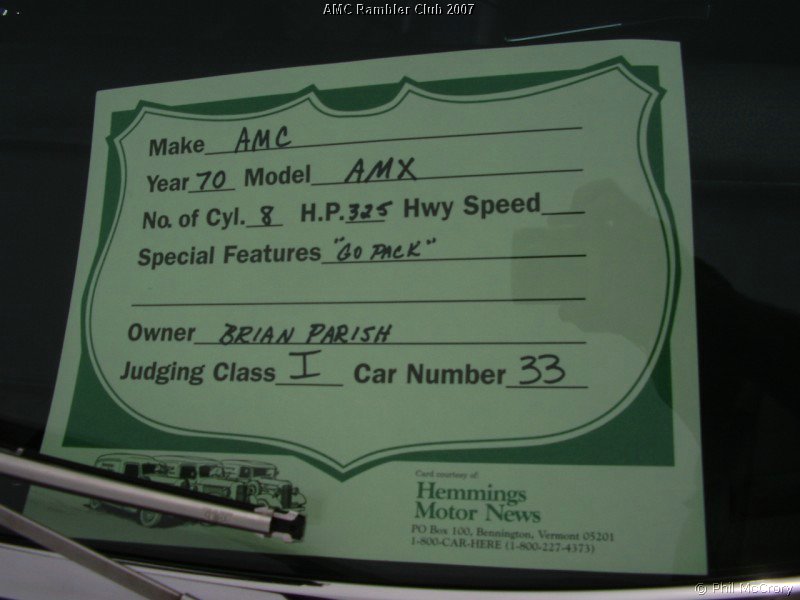 AMC Rambler Club 2007
Make AMC
Year 70 Model AMX
No. of Cyl. 8 H.P. 325 Hwy Speed
Special Features "GO PACK"
Owner BRIAN PARISH
Judging Class I Car Number 33
Card courtesy of:
Hemmings
Motor News
PO Box 100, Bennington, Vermont 05201
1-800-CAR-HERE (1-800-227-4373)
© Phil McCrory